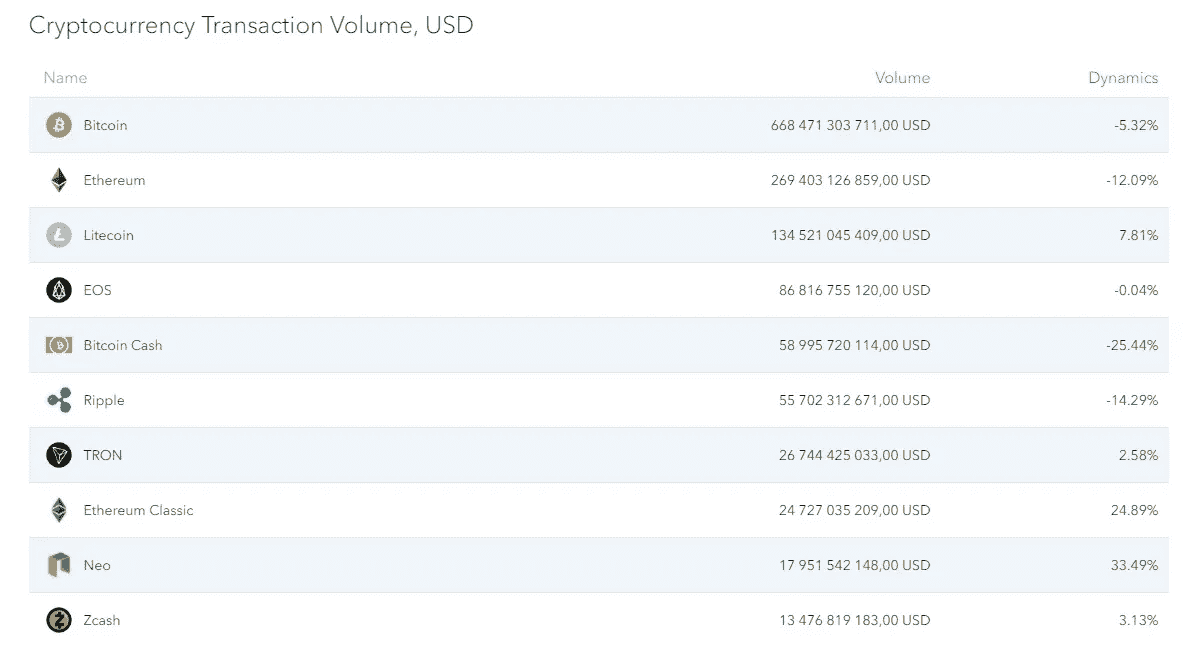 Cryptocurrency Transaction Volume, USD
Name Volume Dynamics
Bitcoin 668 471 303 711,00 USD -5.32%
Ethereum 269 403 126 859,00 USD -12.09%
Litecoin 134 521 045 409,00 USD 7.81%
EOS 86 816 755 120,00 USD -0.04%
Bitcoin Cash 58 995 720 114,00 USD -25.44%
Ripple 55 702 312 671,00 USD -14.29%
TRON 26 744 425 033,00 USD 2.58%
Ethereum Classic 24 727 035 209,00 USD 24.89%
Neo 17 951 542 148,00 USD 33.49%
Zcash 13 476 819 183,00 USD 3.13%